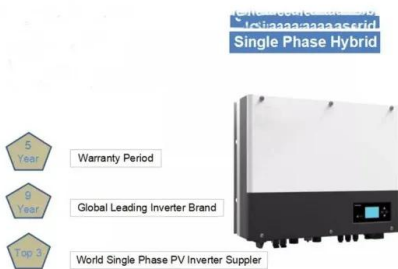 Single Phase Hybrid
5
Year
Warranty Period
9
Year
Global Leading Inverter Brand
Top 3
World Single Phase PV Inverter Suppler